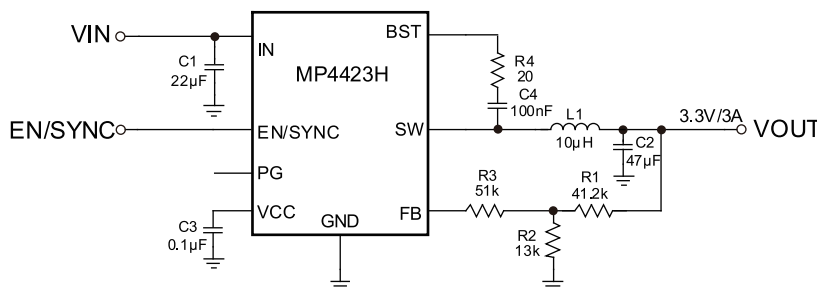 VIN
C1
22µF
IN
MP4423H
BST
R4
20
C4
100nF
EN/SYNC
EN/SYNC
SW
L1
10µH
3.3V/3A
VOUT
C2
47µF
PG
VCC
C3
0.1µF
GND
FB
R3
51k
R1
41.2k
R2
13k